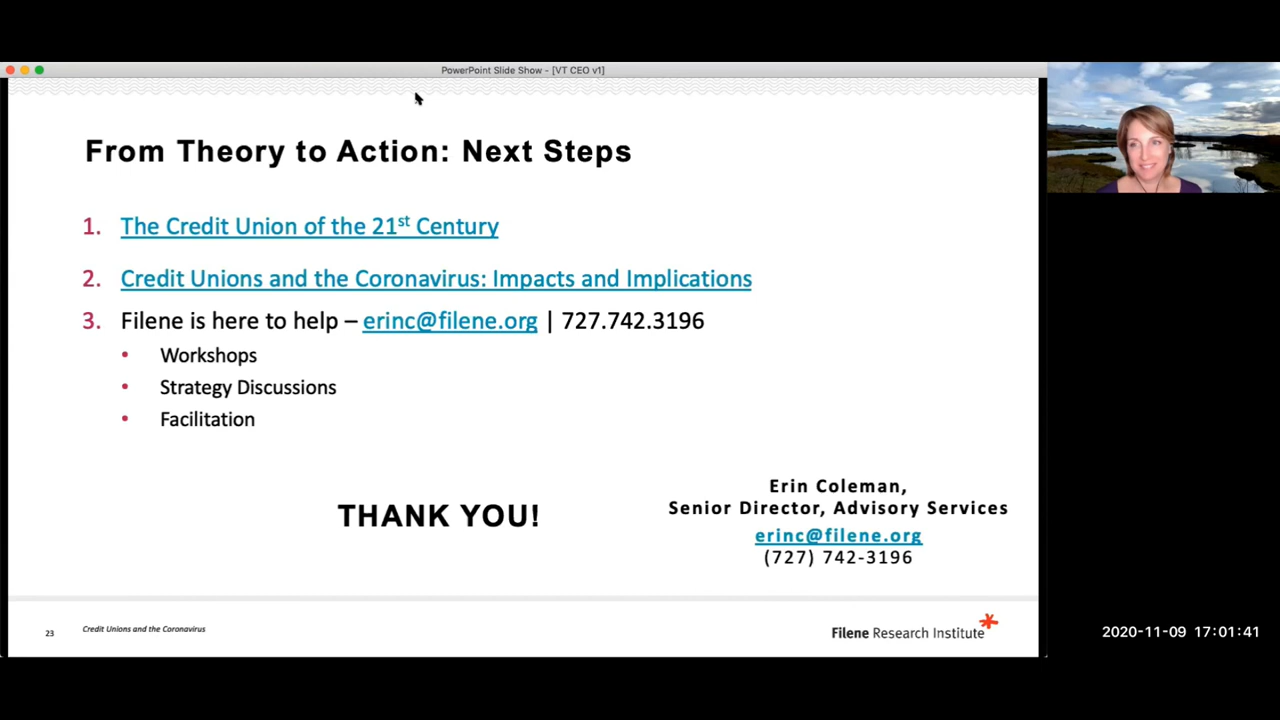 PowerPoint Slide Show - [VT CEO v1]
From Theory to Action: Next Steps
1. The Credit Union of the 21st Century
2. Credit Unions and the Coronavirus: Impacts and Implications
3. Filene is here to help – erinc@filene.org | 727.742.3196
• Workshops
• Strategy Discussions
• Facilitation
THANK YOU!
Erin Coleman,
Senior Director, Advisory Services
erinc@filene.org
(727) 742-3196
23
Credit Unions and the Coronavirus
Filene Research Institute
2020-11-09 17:01:41